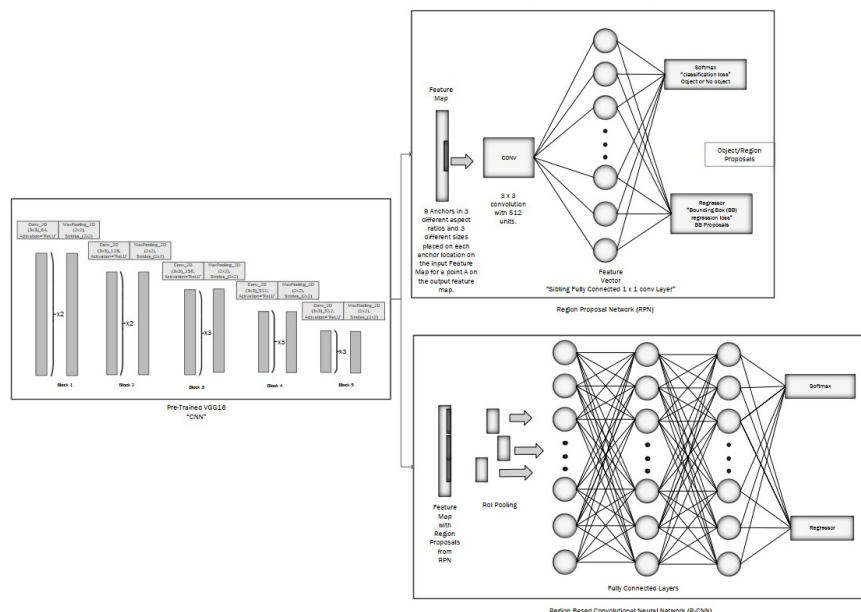 Conv_2D
(3x3)_64,
Activation='ReLU'
MaxPooling_2D
(2x2),
Strides_(2x2)
Conv_2D
(3x3)_128,
Activation='ReLU'
MaxPooling_2D
(2x2),
Strides_(2x2)
Conv_2D
(3x3)_256,
Activation='ReLU'
MaxPooling_2D
(2x2),
Strides_(2x2)
Conv_2D
(3x3)_512,
Activation='ReLU'
MaxPooling_2D
(2x2),
Strides_(2x2)
Conv_2D
(3x3)_512,
Activation='ReLU'
MaxPooling_2D
(2x2),
Strides_(2x2)
x2
x2
x3
x3
x3
Block 1
Block 2
Block 3
Block 4
Block 5
Pre-Trained VGG16
"CNN"
Feature
Map
9 Anchors in 3
different aspect
ratios and 3
different sizes
placed on each
anchor location on
the input Feature
Map for a point A on
the output feature
map.
CONV
3 x 3
convolution
with 512
units.
Feature
Vector
"Sibling Fully Connected 1 x 1 conv Layer"
Softmax
"classification loss"
Object or No object
Object/Region
Proposals
Regressor
"Bounding Box (BB)
regression loss"
BB Proposals
Region Proposal Network (RPN)
Feature
Map
with
Region
Proposals
from
RPN
RoI Pooling
Fully Connected Layers
Softmax
Regressor
Region Based Convolutional Neural Network (R-CNN)